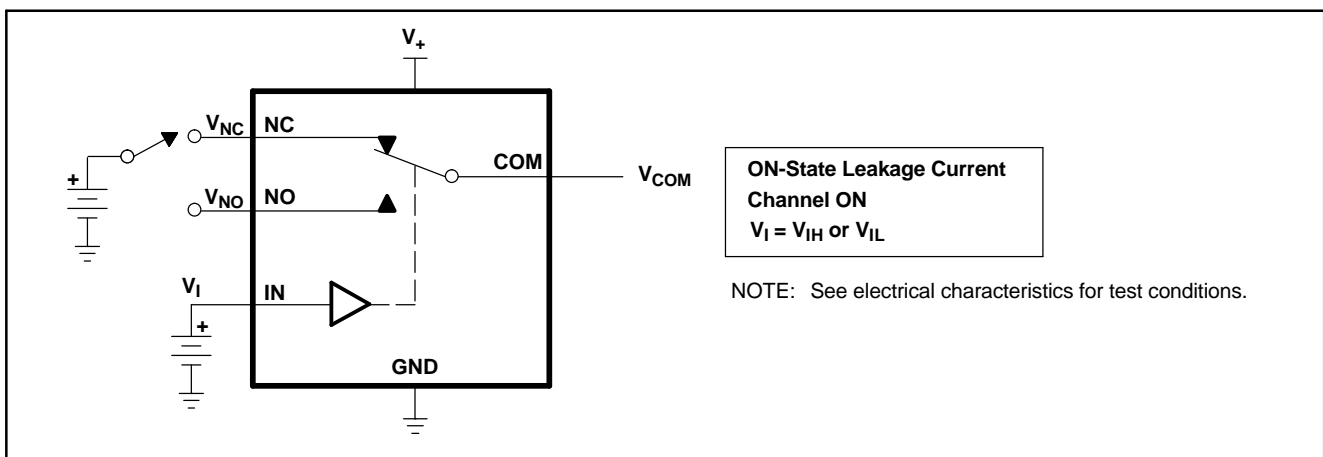 V+
VNC NC
COM
VCOM
VNO NO
VI IN
GND
+
+
ON-State Leakage Current
Channel ON
VI = VIH or VIL
NOTE: See electrical characteristics for test conditions.